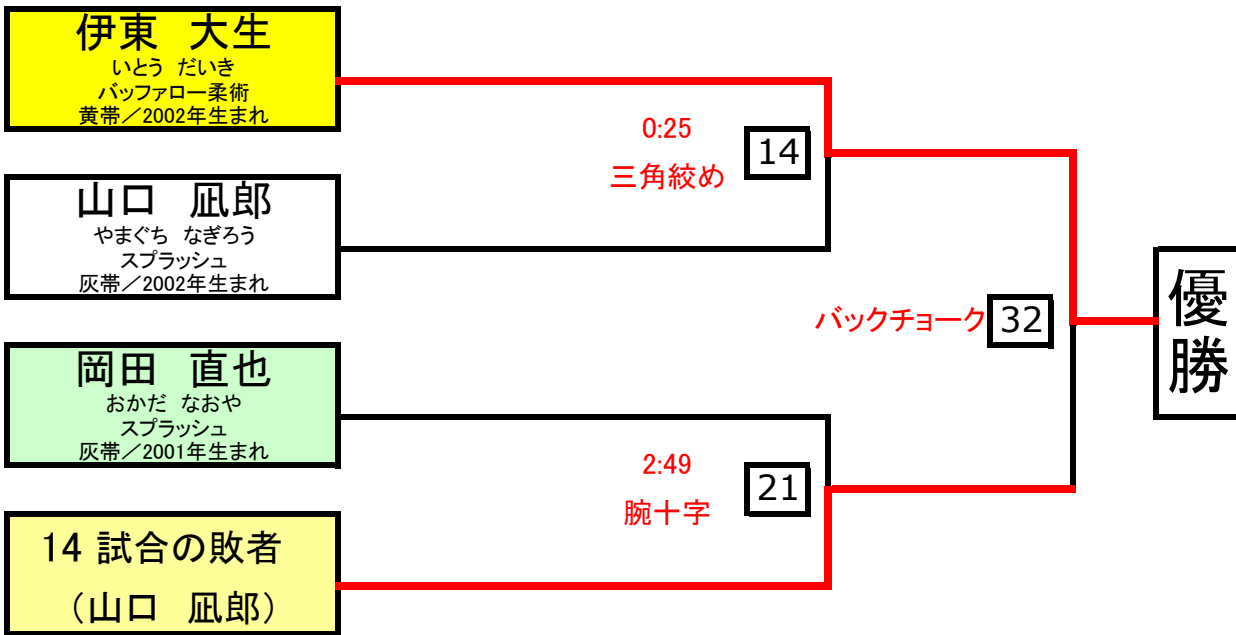 伊東 大生
いとう だいき
バッファロー柔術
黄帯／2002年生まれ
0:25
三角絞め
14
山口 凪郎
やまぐち なぎろう
スプラッシュ
灰帯／2002年生まれ
バックチョーク
32
優勝
岡田 直也
おかだ なおや
スプラッシュ
灰帯／2001年生まれ
2:49
腕十字
21
14 試合の敗者
（山口 凪郎）